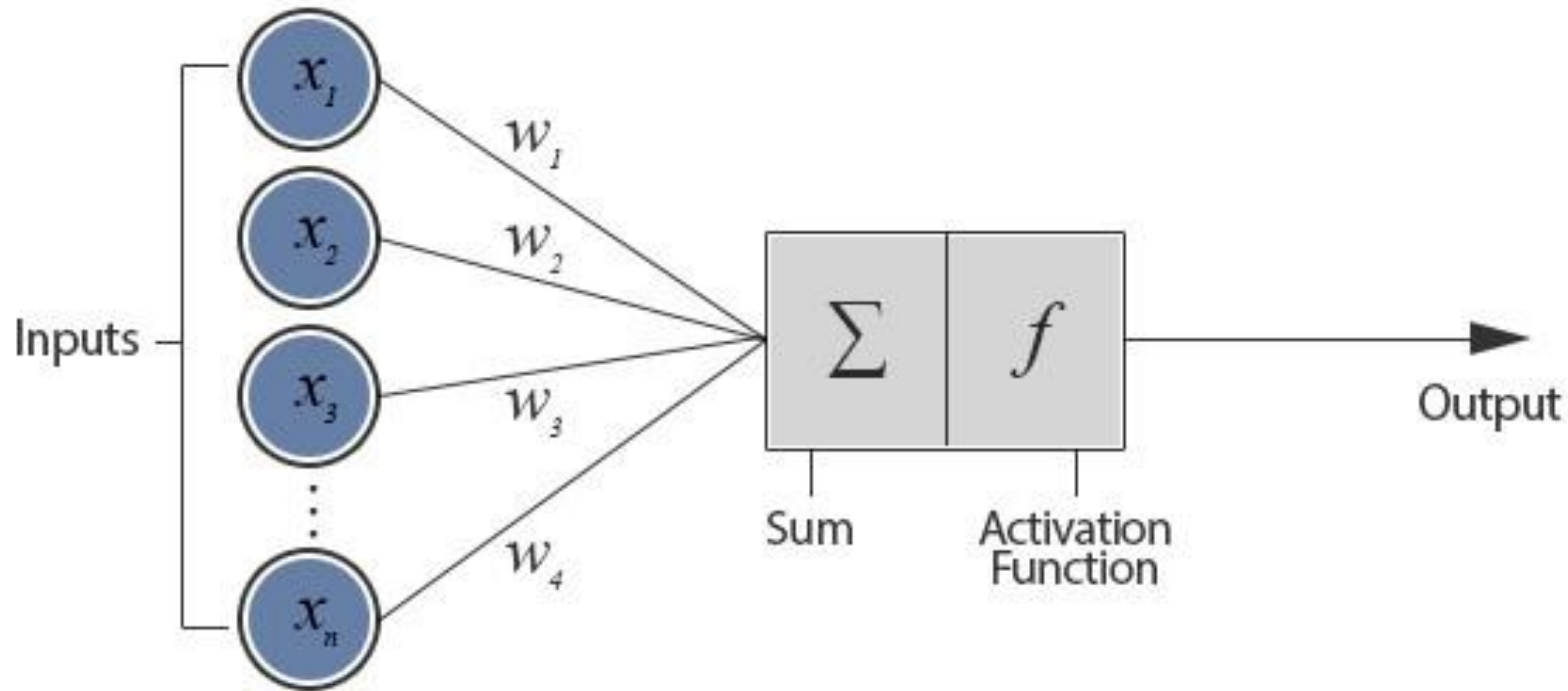 x₁
w₁
x₂
w₂
Inputs
x₃
w₃
⋮
xₙ
w₄
Σ
f
Sum
Activation
Function
Output